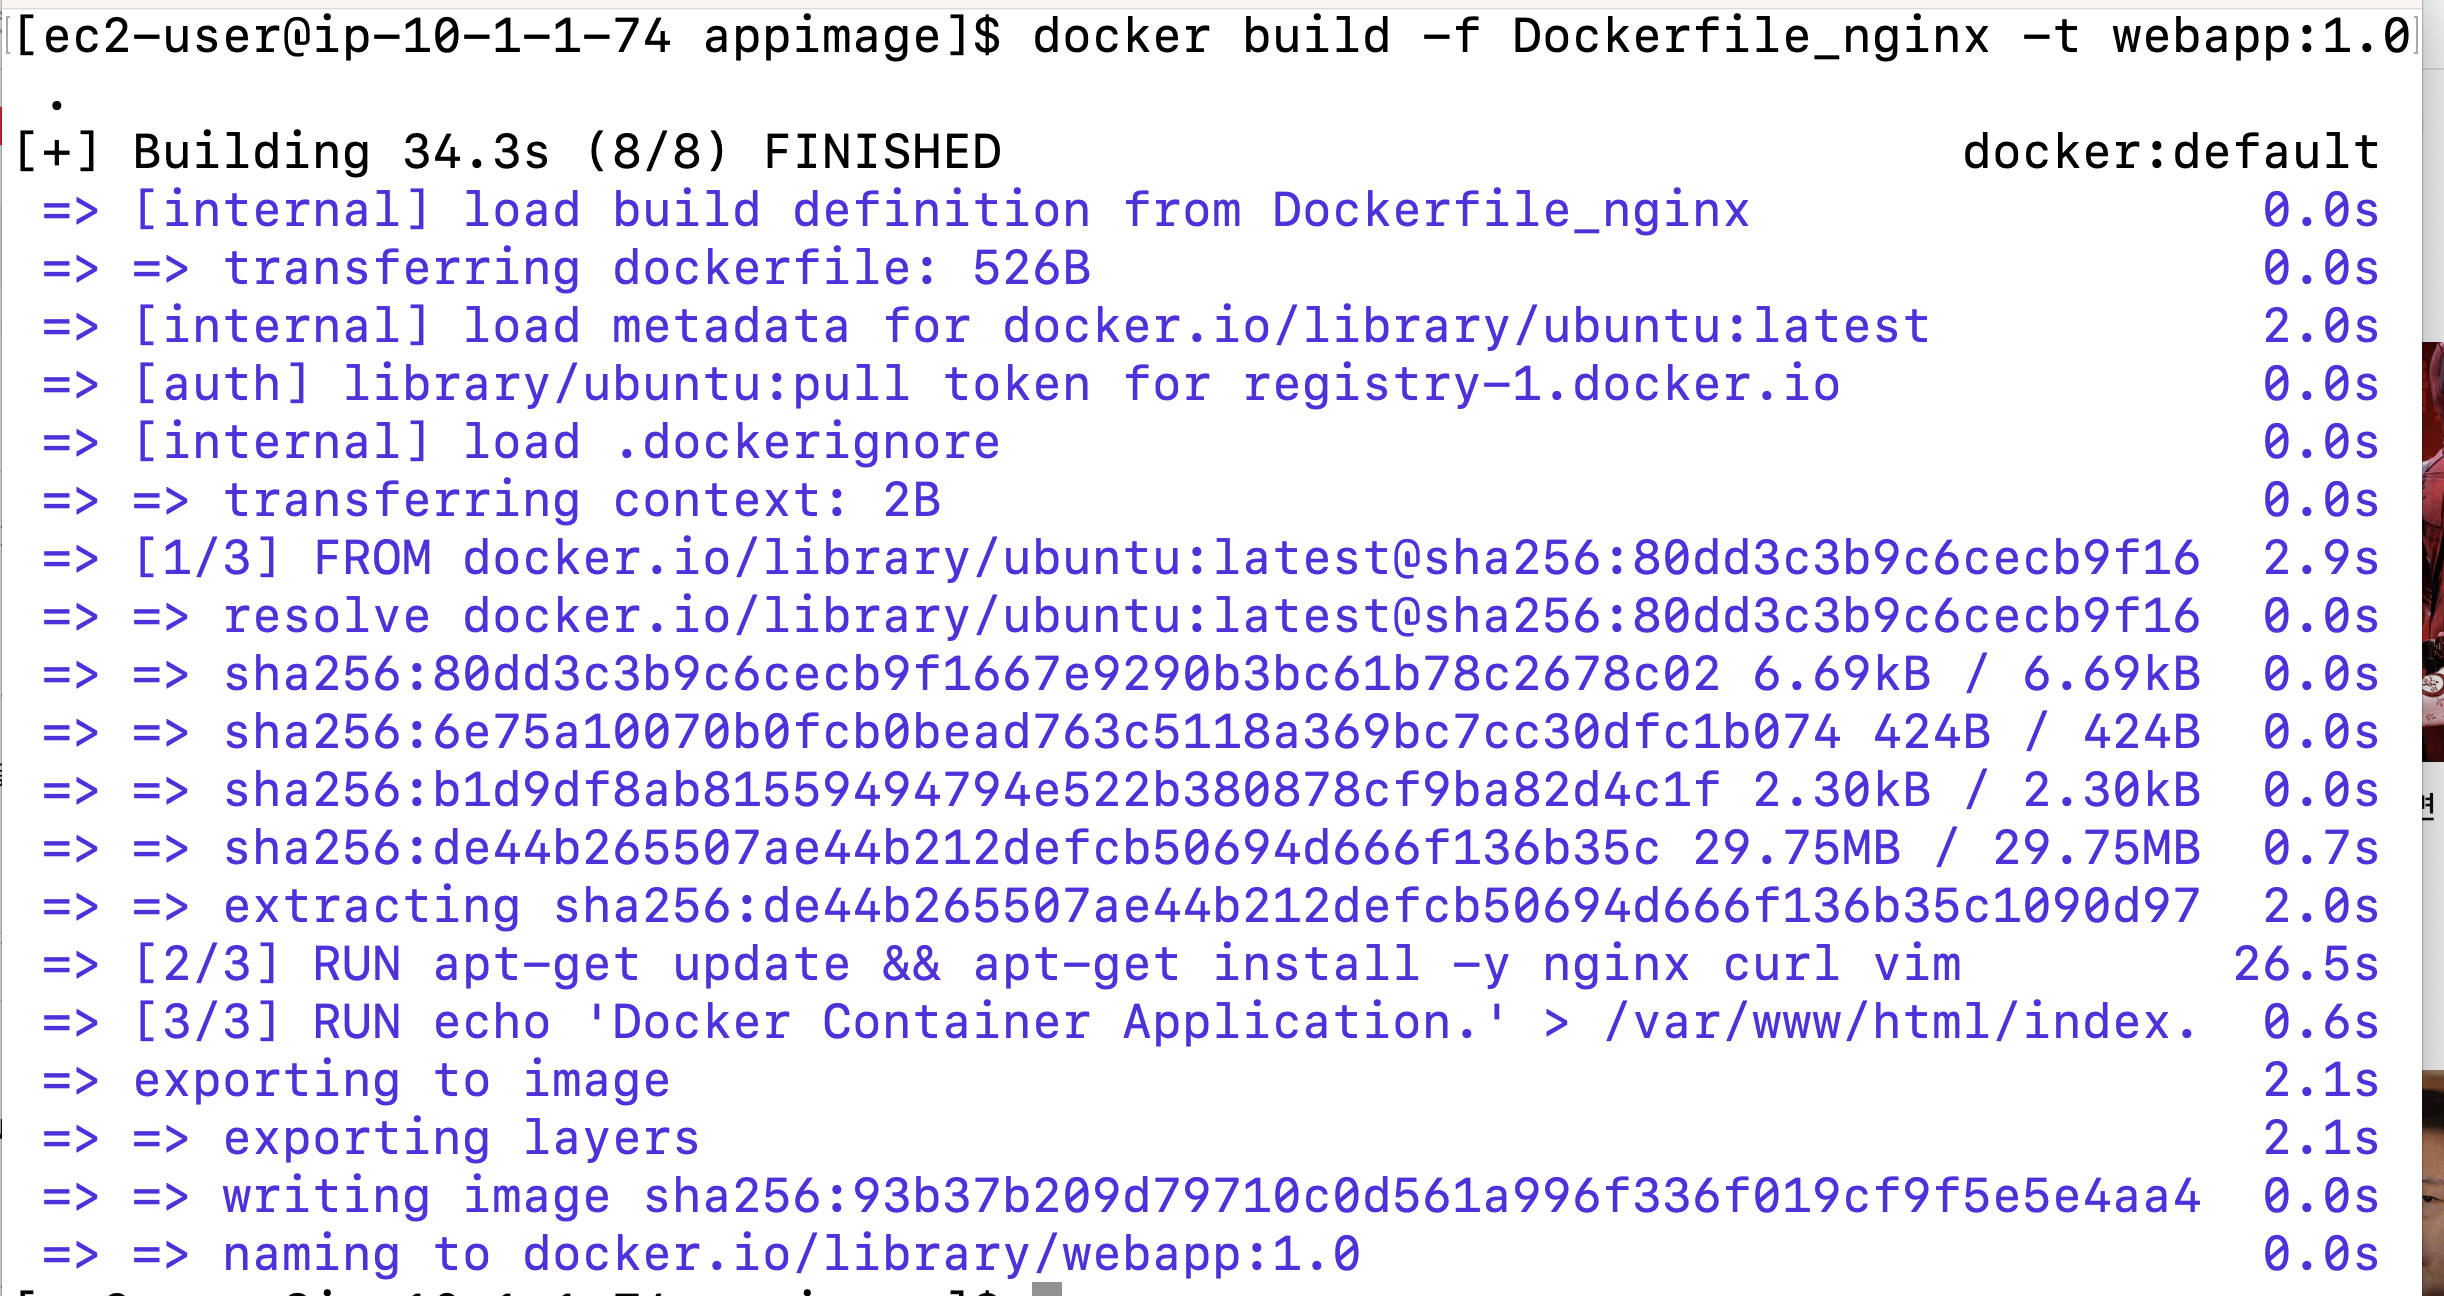 [ec2-user@ip-10-1-1-74 appimage]$ docker build -f Dockerfile_nginx -t webapp:1.0
.
[+] Building 34.3s (8/8) FINISHED docker:default
=> [internal] load build definition from Dockerfile_nginx 0.0s
=> => transferring dockerfile: 526B 0.0s
=> [internal] load metadata for docker.io/library/ubuntu:latest 2.0s
=> [auth] library/ubuntu:pull token for registry-1.docker.io 0.0s
=> [internal] load .dockerignore 0.0s
=> => transferring context: 2B 0.0s
=> [1/3] FROM docker.io/library/ubuntu:latest@sha256:80dd3c3b9c6cecb9f16 2.9s
=> => resolve docker.io/library/ubuntu:latest@sha256:80dd3c3b9c6cecb9f16 0.0s
=> => sha256:80dd3c3b9c6cecb9f1667e9290b3bc61b78c2678c02 6.69kB / 6.69kB 0.0s
=> => sha256:6e75a10070b0fcb0bead763c5118a369bc7cc30dfc1b074 424B / 424B 0.0s
=> => sha256:b1d9df8ab81559494794e522b380878cf9ba82d4c1f 2.30kB / 2.30kB 0.0s
=> => sha256:de44b265507ae44b212defcb50694d666f136b35c 29.75MB / 29.75MB 0.7s
=> => extracting sha256:de44b265507ae44b212defcb50694d666f136b35c1090d97 2.0s
=> [2/3] RUN apt-get update && apt-get install -y nginx curl vim 26.5s
=> [3/3] RUN echo 'Docker Container Application.' > /var/www/html/index. 0.6s
=> exporting to image 2.1s
=> => exporting layers 2.1s
=> => writing image sha256:93b37b209d79710c0d561a996f336f019cf9f5e5e4aa4 0.0s
=> => naming to docker.io/library/webapp:1.0 0.0s